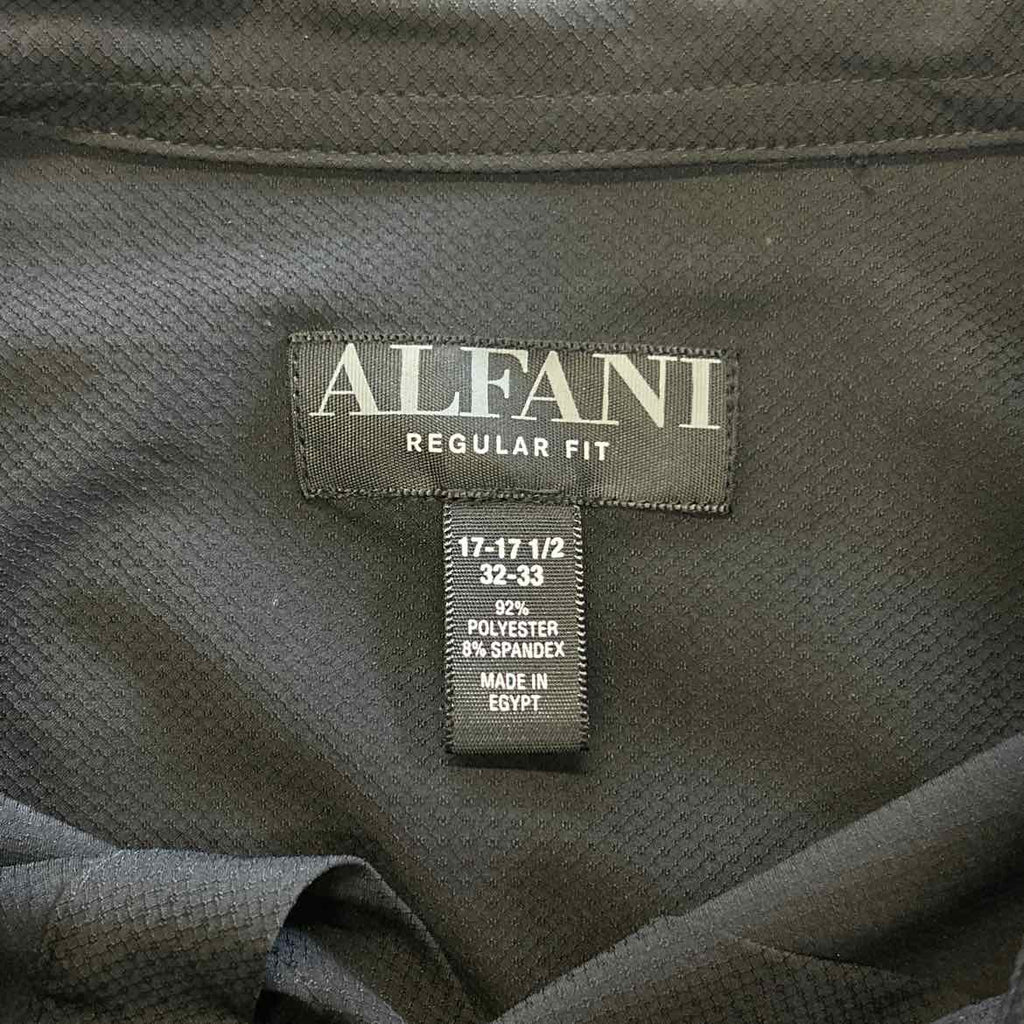 ALFANI
REGULAR FIT
17-17 1/2
32-33
92%
POLYESTER
8% SPANDEX
MADE IN
EGYPT